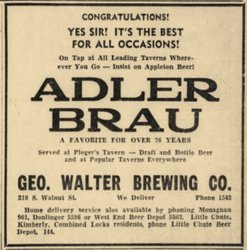 CONGRATULATIONS!
YES SIR! IT'S THE BEST
FOR ALL OCCASIONS!
On Tap at All Leading Taverns Where-
ever You Go — Insist on Appleton Beer!
ADLER
BRAU
A FAVORITE FOR OVER 76 YEARS
Served at Ploger's Tavern — Draft and Bottle Beer
and at Popular Taverns Everywhere
GEO. WALTER BREWING CO.
210 S. Walnut St. We Deliver Phone 1542
Home delivery service also available by phoning Monaghan
901, Donlinger 5598 or West End Beer Depot 5562. Little Chute,
Kimberly, Combined Locks residents, phone Little Chute Beer
Depot, 144.